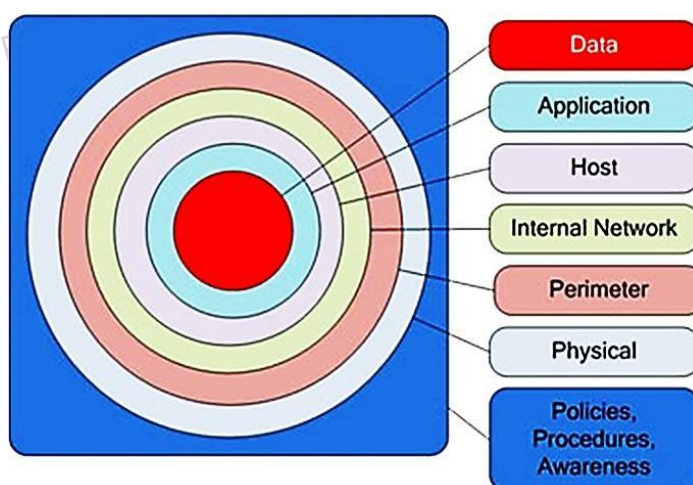 Data
Application
Host
Internal Network
Perimeter
Physical
Policies,
Procedures,
Awareness